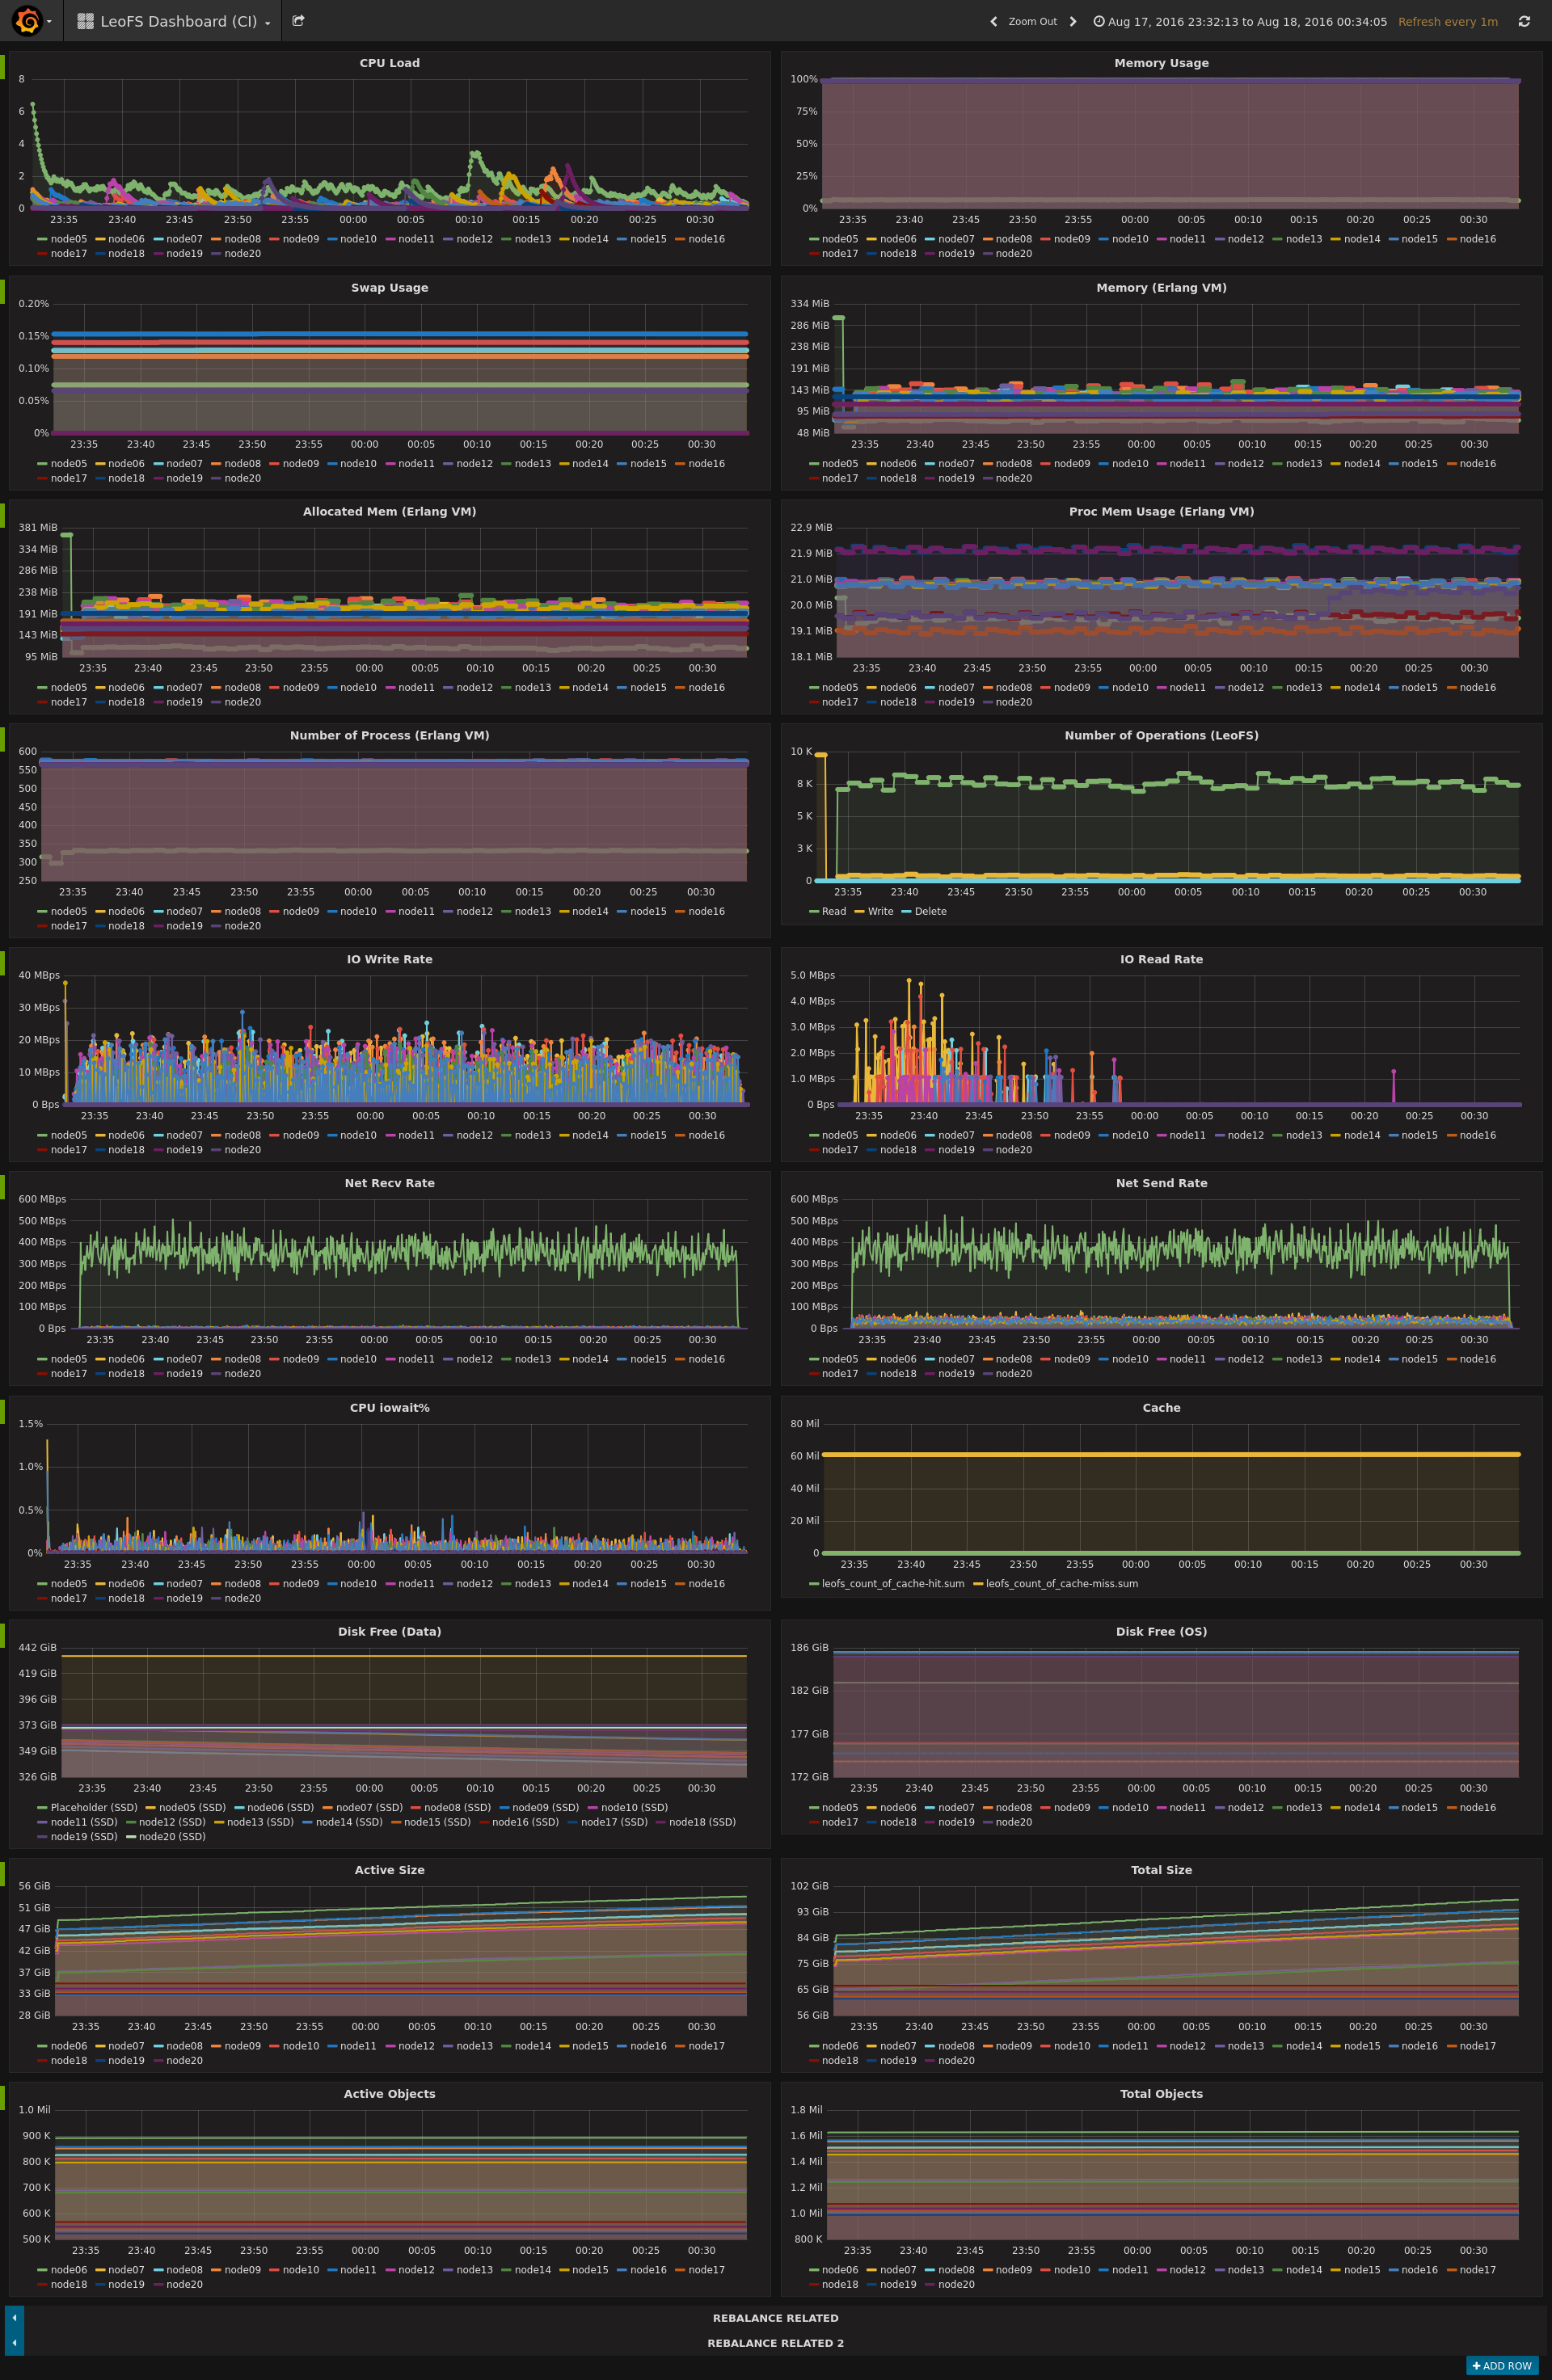 LeoFS Dashboard (CI)
Zoom Out
Aug 17, 2016 23:32:13 to Aug 18, 2016 00:34:05 Refresh every 1m
CPU Load
8
6
4
2
0
23:35 23:40 23:45 23:50 23:55 00:00 00:05 00:10 00:15 00:20 00:25 00:30
node05 node06 node07 node08 node09 node10 node11 node12 node13 node14 node15 node16
node17 node18 node19 node20
Memory Usage
100%
75%
50%
25%
0%
23:35 23:40 23:45 23:50 23:55 00:00 00:05 00:10 00:15 00:20 00:25 00:30
node05 node06 node07 node08 node09 node10 node11 node12 node13 node14 node15 node16
node17 node18 node19 node20
Swap Usage
0.20%
0.15%
0.10%
0.05%
0%
23:35 23:40 23:45 23:50 23:55 00:00 00:05 00:10 00:15 00:20 00:25 00:30
node05 node06 node07 node08 node09 node10 node11 node12 node13 node14 node15 node16
node17 node18 node19 node20
Memory (Erlang VM)
334 MiB
286 MiB
238 MiB
191 MiB
143 MiB
95 MiB
48 MiB
23:35 23:40 23:45 23:50 23:55 00:00 00:05 00:10 00:15 00:20 00:25 00:30
node05 node06 node07 node08 node09 node10 node11 node12 node13 node14 node15 node16
node17 node18 node19 node20
Allocated Mem (Erlang VM)
381 MiB
334 MiB
286 MiB
238 MiB
191 MiB
143 MiB
95 MiB
23:35 23:40 23:45 23:50 23:55 00:00 00:05 00:10 00:15 00:20 00:25 00:30
node05 node06 node07 node08 node09 node10 node11 node12 node13 node14 node15 node16
node17 node18 node19 node20
Proc Mem Usage (Erlang VM)
22.9 MiB
21.9 MiB
21.0 MiB
20.0 MiB
19.1 MiB
18.1 MiB
23:35 23:40 23:45 23:50 23:55 00:00 00:05 00:10 00:15 00:20 00:25 00:30
node05 node06 node07 node08 node09 node10 node11 node12 node13 node14 node15 node16
node17 node18 node19 node20
Number of Process (Erlang VM)
600
550
500
450
400
350
300
250
23:35 23:40 23:45 23:50 23:55 00:00 00:05 00:10 00:15 00:20 00:25 00:30
node05 node06 node07 node08 node09 node10 node11 node12 node13 node14 node15 node16
node17 node18 node19 node20
Number of Operations (LeoFS)
10 K
8 K
5 K
3 K
0
23:35 23:40 23:45 23:50 23:55 00:00 00:05 00:10 00:15 00:20 00:25 00:30
Read Write Delete
IO Write Rate
40 MBps
30 MBps
20 MBps
10 MBps
0 Bps
23:35 23:40 23:45 23:50 23:55 00:00 00:05 00:10 00:15 00:20 00:25 00:30
node05 node06 node07 node08 node09 node10 node11 node12 node13 node14 node15 node16
node17 node18 node19 node20
IO Read Rate
5.0 MBps
4.0 MBps
3.0 MBps
2.0 MBps
1.0 MBps
0 Bps
23:35 23:40 23:45 23:50 23:55 00:00 00:05 00:10 00:15 00:20 00:25 00:30
node05 node06 node07 node08 node09 node10 node11 node12 node13 node14 node15 node16
node17 node18 node19 node20
Net Recv Rate
600 MBps
500 MBps
400 MBps
300 MBps
200 MBps
100 MBps
0 Bps
23:35 23:40 23:45 23:50 23:55 00:00 00:05 00:10 00:15 00:20 00:25 00:30
node05 node06 node07 node08 node09 node10 node11 node12 node13 node14 node15 node16
node17 node18 node19 node20
Net Send Rate
600 MBps
500 MBps
400 MBps
300 MBps
200 MBps
100 MBps
0 Bps
23:35 23:40 23:45 23:50 23:55 00:00 00:05 00:10 00:15 00:20 00:25 00:30
node05 node06 node07 node08 node09 node10 node11 node12 node13 node14 node15 node16
node17 node18 node19 node20
CPU iowait%
1.5%
1.0%
0.5%
0%
23:35 23:40 23:45 23:50 23:55 00:00 00:05 00:10 00:15 00:20 00:25 00:30
node05 node06 node07 node08 node09 node10 node11 node12 node13 node14 node15 node16
node17 node18 node19 node20
Cache
80 Mil
60 Mil
40 Mil
20 Mil
0
23:35 23:40 23:45 23:50 23:55 00:00 00:05 00:10 00:15 00:20 00:25 00:30
leofs_count_of_cache-hit.sum leofs_count_of_cache-miss.sum
Disk Free (Data)
442 GiB
419 GiB
396 GiB
373 GiB
349 GiB
326 GiB
23:35 23:40 23:45 23:50 23:55 00:00 00:05 00:10 00:15 00:20 00:25 00:30
Placeholder (SSD) node05 (SSD) node06 (SSD) node07 (SSD) node08 (SSD) node09 (SSD) node10 (SSD)
node11 (SSD) node12 (SSD) node13 (SSD) node14 (SSD) node15 (SSD) node16 (SSD) node17 (SSD) node18 (SSD)
node19 (SSD) node20 (SSD)
Disk Free (OS)
186 GiB
182 GiB
177 GiB
172 GiB
23:35 23:40 23:45 23:50 23:55 00:00 00:05 00:10 00:15 00:20 00:25 00:30
node05 node06 node07 node08 node09 node10 node11 node12 node13 node14 node15 node16
node17 node18 node19 node20
Active Size
56 GiB
51 GiB
47 GiB
42 GiB
37 GiB
33 GiB
28 GiB
23:35 23:40 23:45 23:50 23:55 00:00 00:05 00:10 00:15 00:20 00:25 00:30
node06 node07 node08 node09 node10 node11 node12 node13 node14 node15 node16 node17
node18 node19 node20
Total Size
102 GiB
93 GiB
84 GiB
75 GiB
65 GiB
56 GiB
23:35 23:40 23:45 23:50 23:55 00:00 00:05 00:10 00:15 00:20 00:25 00:30
node06 node07 node08 node09 node10 node11 node12 node13 node14 node15 node16 node17
node18 node19 node20
Active Objects
1.0 Mil
900 K
800 K
700 K
600 K
500 K
23:35 23:40 23:45 23:50 23:55 00:00 00:05 00:10 00:15 00:20 00:25 00:30
node06 node07 node08 node09 node10 node11 node12 node13 node14 node15 node16 node17
node18 node19 node20
Total Objects
1.8 Mil
1.6 Mil
1.4 Mil
1.2 Mil
1.0 Mil
800 K
23:35 23:40 23:45 23:50 23:55 00:00 00:05 00:10 00:15 00:20 00:25 00:30
node06 node07 node08 node09 node10 node11 node12 node13 node14 node15 node16 node17
node18 node19 node20
REBALANCE RELATED
REBALANCE RELATED 2
ADD ROW